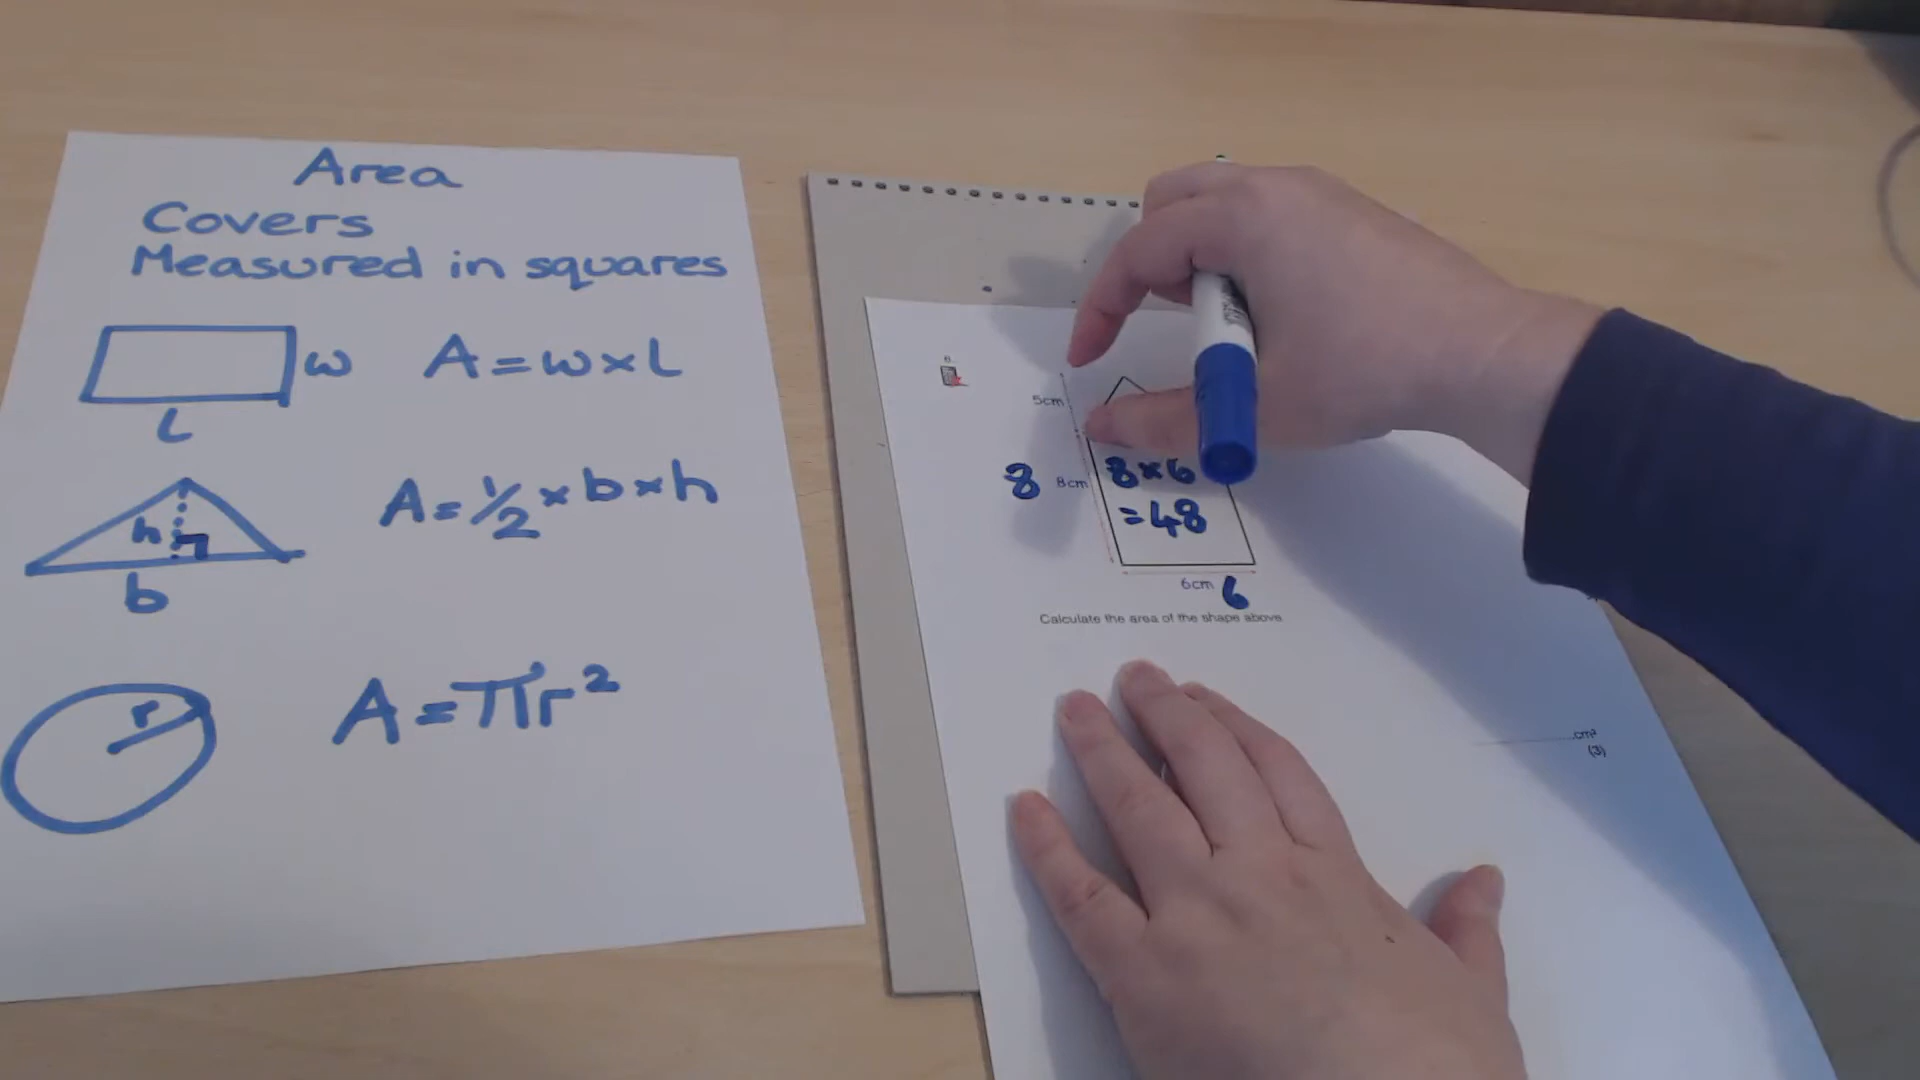 Area
Covers
Measured in squares
w
A = w x L
L
h
A = 1/2 x b x h
b
r
A = πr²
5cm
8
8cm
8 x 6
= 48
6cm
6
Calculate the area of the shape above.
cm²
(3)